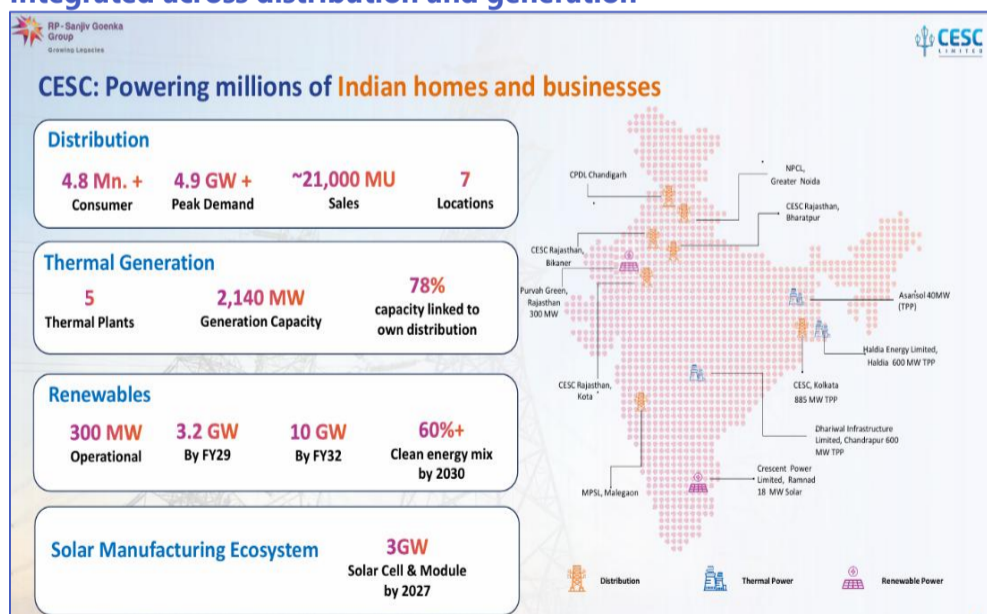 Integrated across distribution and generation
RP-Sanjiv Goenka
Group
Growing Legacies
CESC
LIMITED
CESC: Powering millions of Indian homes and businesses
Distribution
4.8 Mn. +
Consumer
4.9 GW +
Peak Demand
~21,000 MU
Sales
7
Locations
Thermal Generation
5
Thermal Plants
2,140 MW
Generation Capacity
78%
capacity linked to
own distribution
Renewables
300 MW
Operational
3.2 GW
By FY29
10 GW
By FY32
60%+
Clean energy mix
by 2030
Solar Manufacturing Ecosystem
3GW
Solar Cell & Module
by 2027
CPDL Chandigarh
NPCL,
Greater Noida
CESC Rajasthan,
Bharatpur
CESC Rajasthan,
Bikaner
Purvah Green,
Rajasthan
300 MW
Asansol 40MW
(TPP)
Haldia Energy Limited,
Haldia 600 MW TPP
CESC Rajasthan,
Kota
CESC, Kolkata
885 MW TPP
Dhariwal Infrastructure
Limited, Chandrapur 600
MW TPP
Crescent Power
Limited, Ramnad
18 MW Solar
MPSL, Malegaon
Distribution
Thermal Power
Renewable Power